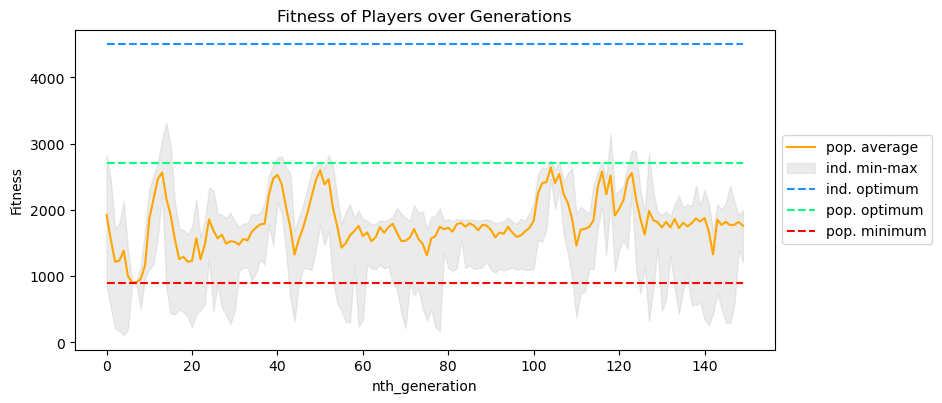 Fitness of Players over Generations
Fitness
4000
3000
2000
1000
0
0 20 40 60 80 100 120 140
nth_generation
pop. average
ind. min-max
ind. optimum
pop. optimum
pop. minimum